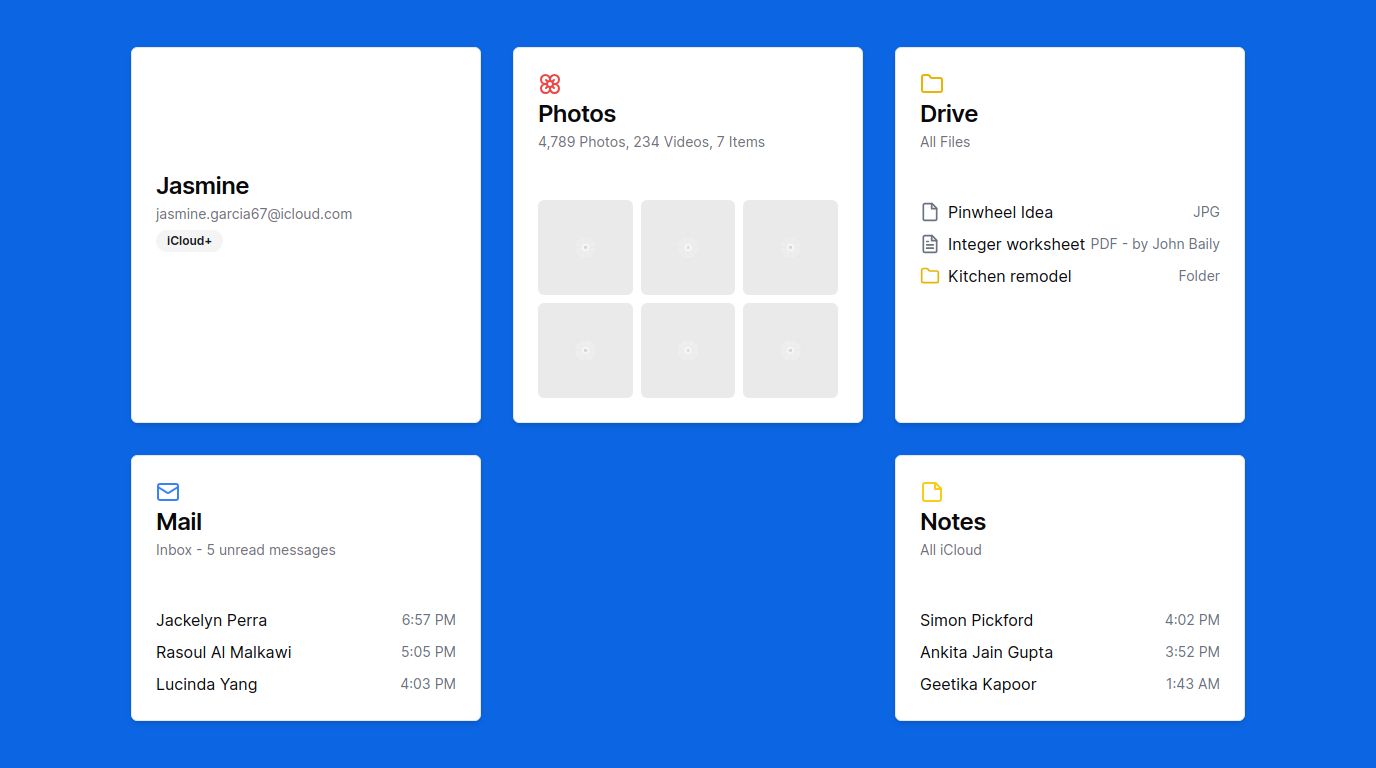 Jasmine
jasmine.garcia67@icloud.com
iCloud+
Photos
4,789 Photos, 234 Videos, 7 Items
Drive
All Files
Pinwheel Idea JPG
Integer worksheet PDF - by John Baily
Kitchen remodel Folder
Mail
Inbox - 5 unread messages
Jackelyn Perra 6:57 PM
Rasoul Al Malkawi 5:05 PM
Lucinda Yang 4:03 PM
Notes
All iCloud
Simon Pickford 4:02 PM
Ankita Jain Gupta 3:52 PM
Geetika Kapoor 1:43 AM